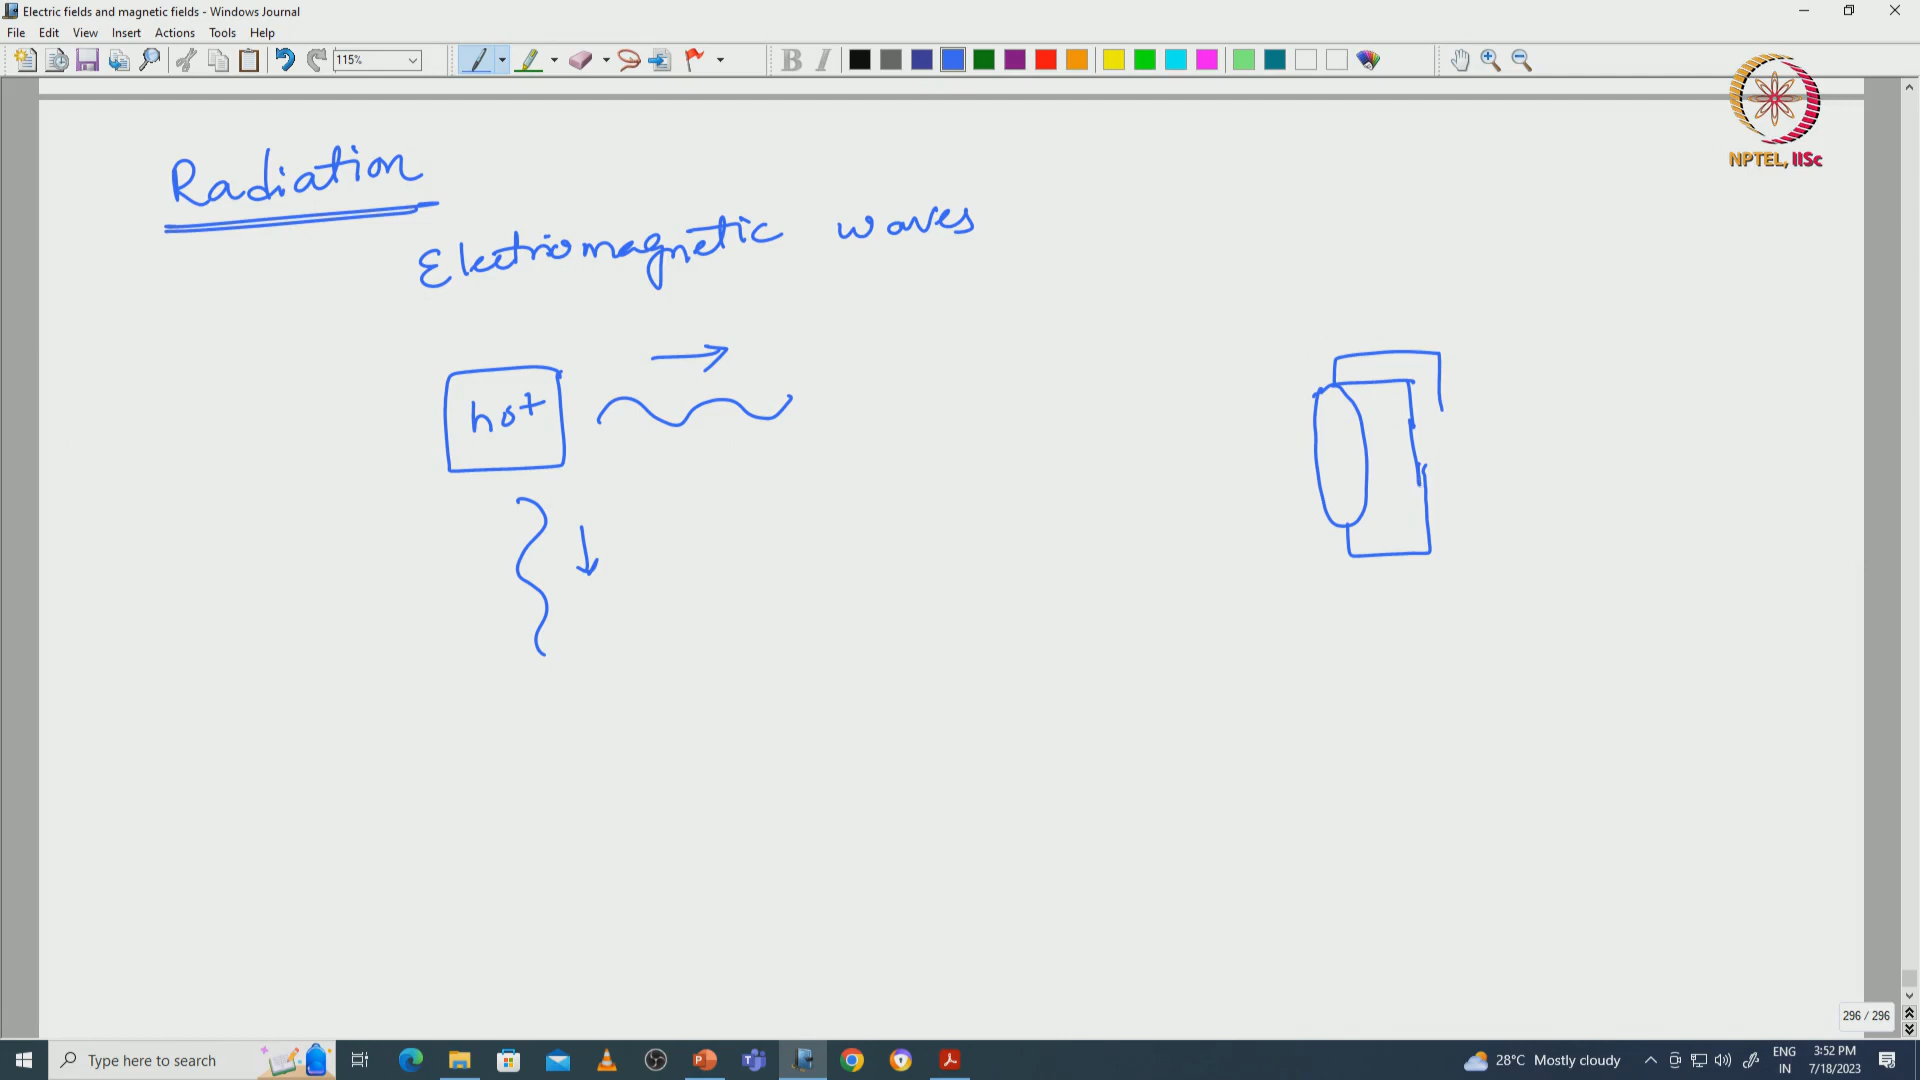 Electric fields and magnetic fields - Windows Journal
File Edit View Insert Actions Tools Help
115%
B I
NPTEL, IISc
Radiation
Electromagnetic waves
hot
296 / 296
Type here to search
28°C Mostly cloudy
ENG
IN
3:52 PM
7/18/2023